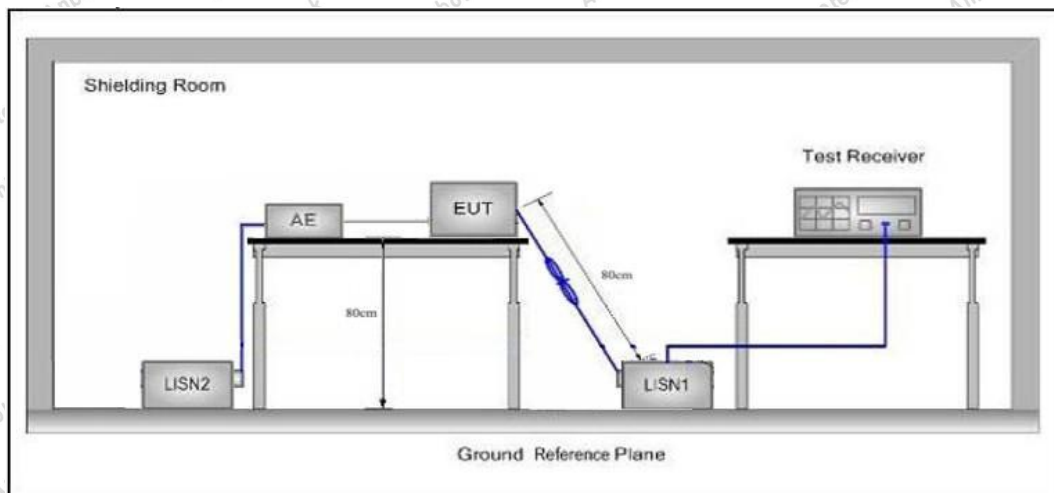 Shielding Room
Test Receiver
EUT
AE
80cm
80cm
LISN2
LISN1
Ground Reference Plane